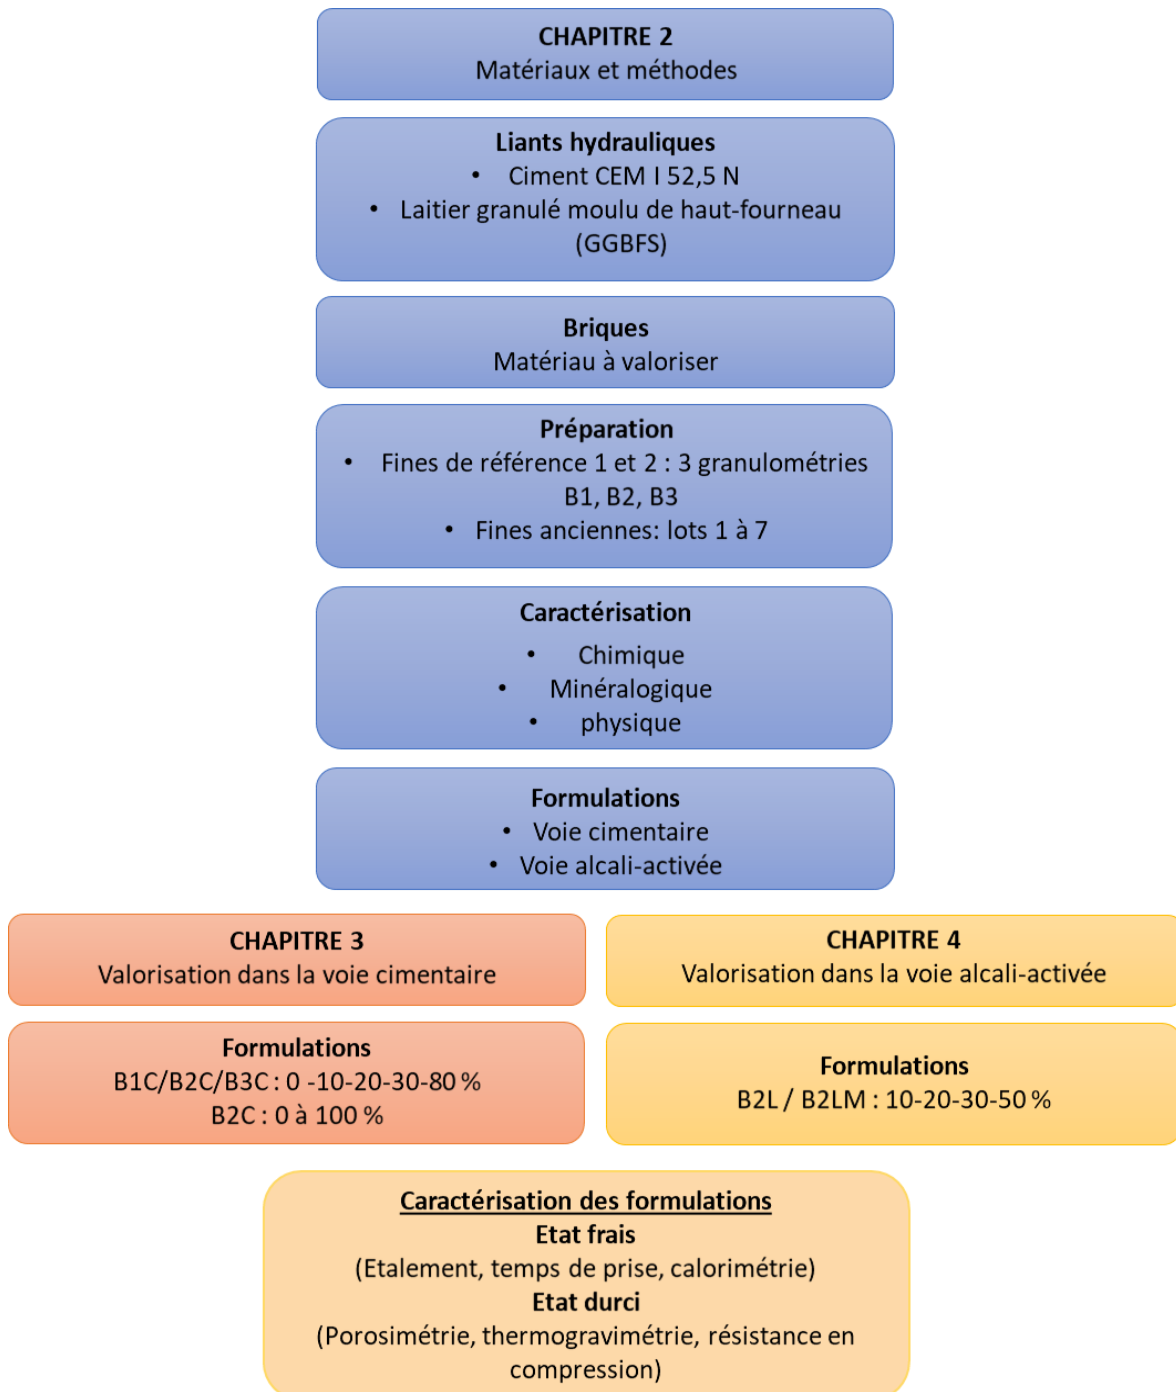 CHAPITRE 2
Matériaux et méthodes
Liants hydrauliques
• Ciment CEM I 52,5 N
• Laitier granulé moulu de haut-fourneau
(GGBFS)
Briques
Matériau à valoriser
Préparation
• Fines de référence 1 et 2 : 3 granulométries
B1, B2, B3
• Fines anciennes: lots 1 à 7
Caractérisation
• Chimique
• Minéralogique
• physique
Formulations
• Voie cimentaire
• Voie alcali-activée
CHAPITRE 3
Valorisation dans la voie cimentaire
Formulations
B1C/B2C/B3C : 0 -10-20-30-80 %
B2C : 0 à 100 %
CHAPITRE 4
Valorisation dans la voie alcali-activée
Formulations
B2L / B2LM : 10-20-30-50 %
Caractérisation des formulations
Etat frais
(Etalement, temps de prise, calorimétrie)
Etat durci
(Porosimétrie, thermogravimétrie, résistance en
compression)